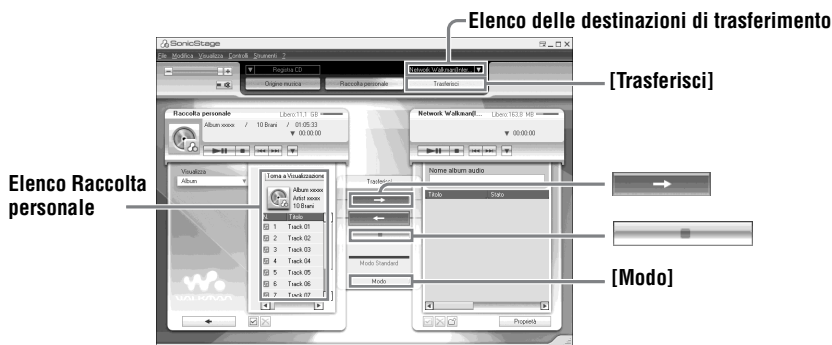 Elenco delle destinazioni di trasferimento
SonicStage
File Modifica Visualizza Controlli Strumenti ?
Registra CD
Network Walkman(Inter...
Origine musica
Raccolta personale
Trasferisci
[Trasferisci]
Raccolta personale
Libero:11,1 GB
Album xxxxx / 10 Brani / 01:05:33
00:00:00
Network Walkman(I...
Libero:163,8 MB
00:00:00
Visualizza
Album
Torna a Visualizzazione
Album xxxxx
Artist xxxxx
10 Brani
Titolo
1 Track 01
2 Track 02
3 Track 03
4 Track 04
5 Track 05
6 Track 06
7 Track 07
Elenco Raccolta
personale
Trasferisci
Modo Standard
Modo
Nome album audio
Titolo
Stato
[Modo]
WALKMAN
Proprietà